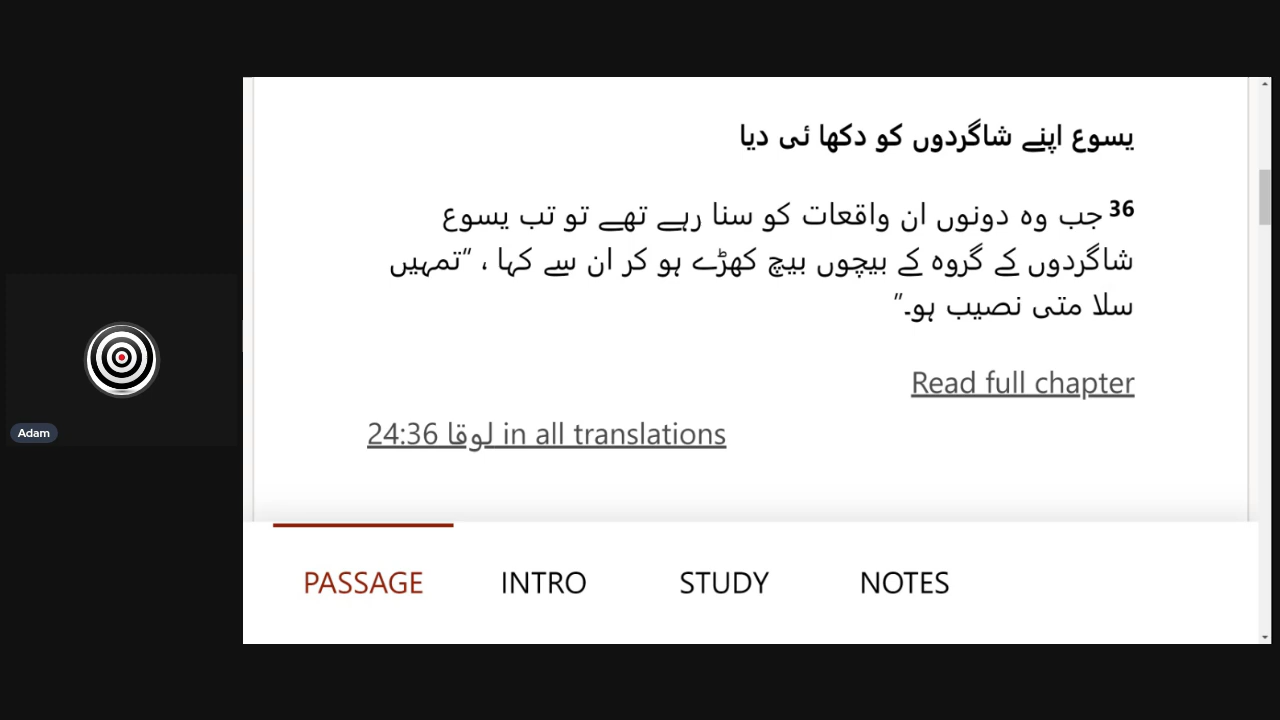 یسوع اپنے شاگردوں کو دکھا ئی دیا
36 جب وہ دونوں ان واقعات کو سنا رہے تھے تو تب یسوع
شاگردوں کے گروہ کے بیچوں بیچ کھڑے ہو کر ان سے کہا ، “تمہیں
سلا متی نصیب ہو۔”
Read full chapter
24:36 لوقا in all translations
Adam
PASSAGE INTRO STUDY NOTES